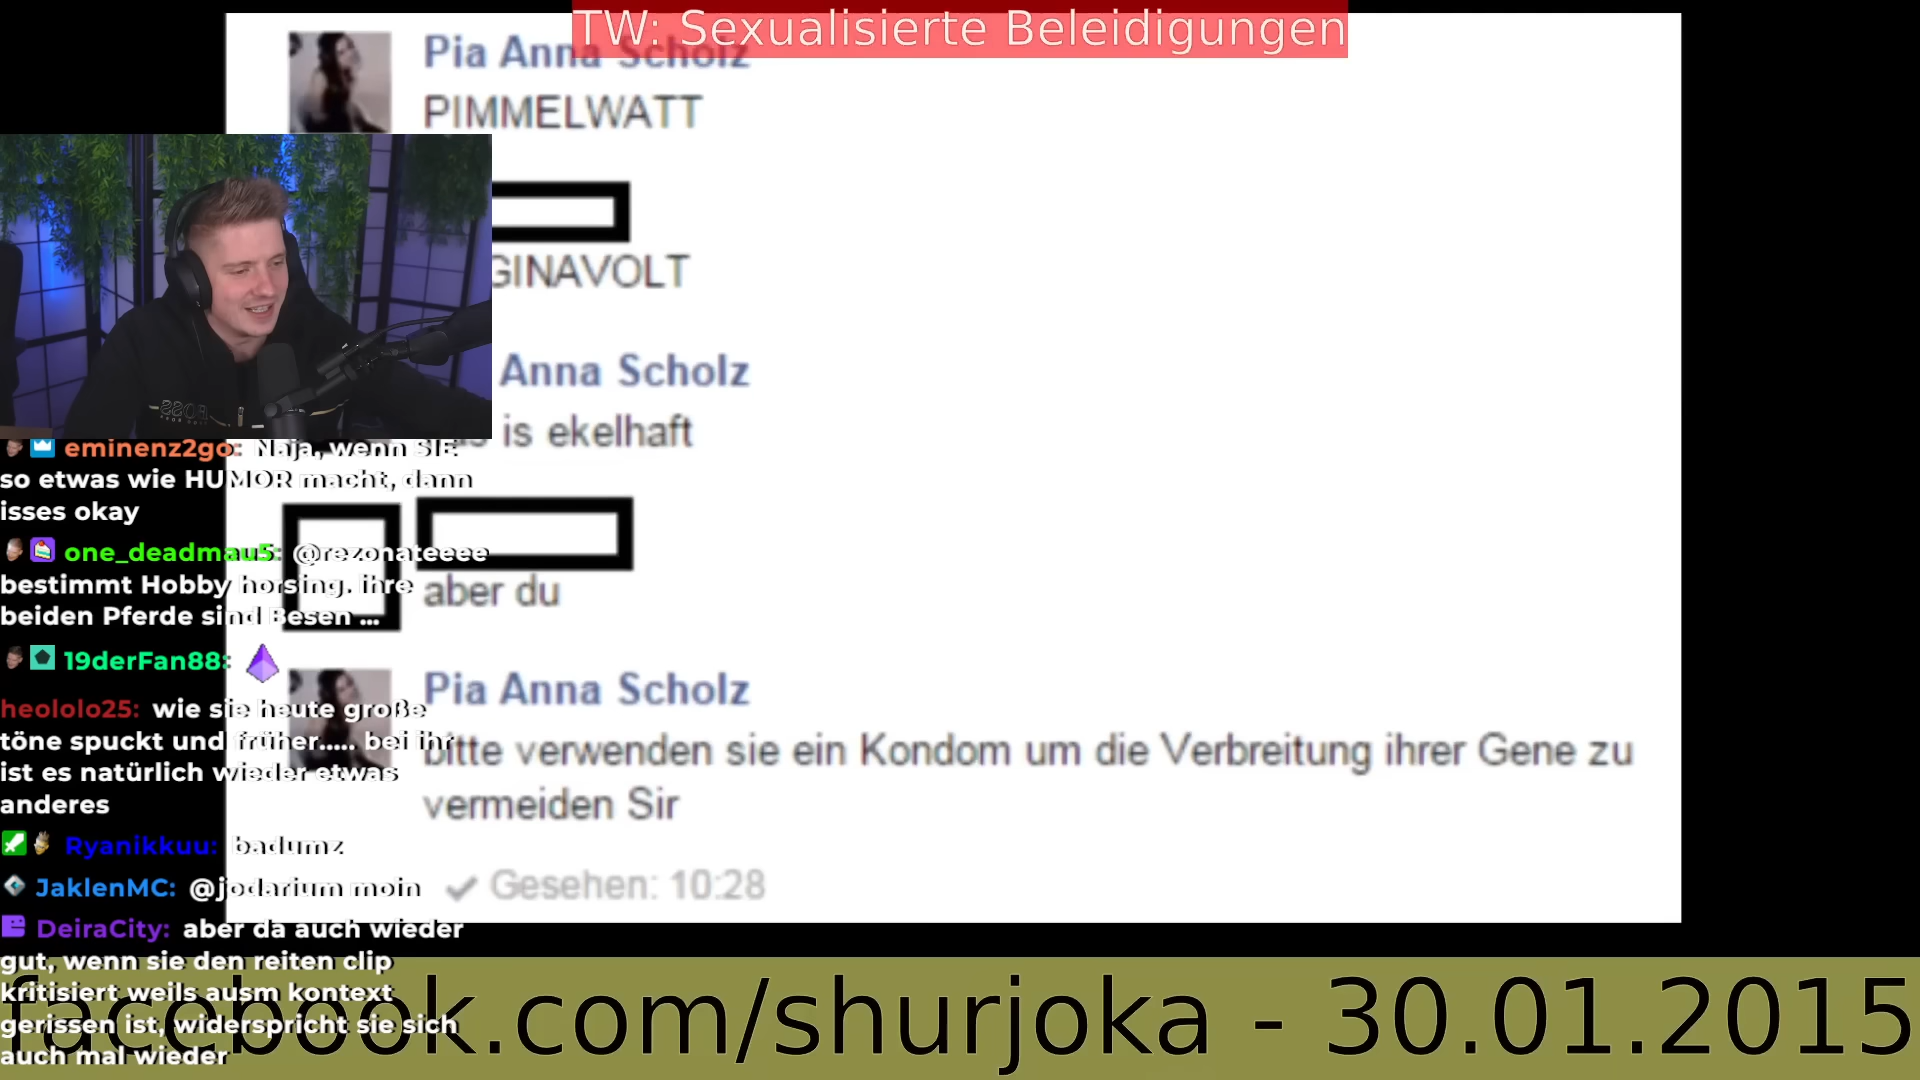 TW: Sexualisierte Beleidigungen
Pia Anna Scholz
PIMMELWATT
GINAVOLT
Anna Scholz
is ekelhaft
aber du
Pia Anna Scholz
bitte verwenden sie ein Kondom um die Verbreitung ihrer Gene zu
vermeiden Sir
Gesehen: 10:28
eminenz2go: Naja, wenn SIE
so etwas wie HUMOR macht, dann
isses okay
one_deadmau5: @rezonateeee
bestimmt Hobby horsing. ihre
beiden Pferde sind Besen ...
19derFan88:
heololo25: wie sie heute große
töne spuckt und früher..... bei ihr
ist es natürlich wieder etwas
anderes
Ryanikkuu: badumz
JaklenMC: @jodarium moin
DeiraCity: aber da auch wieder
gut, wenn sie den reiten clip
kritisiert weils ausm kontext
gerissen ist, widerspricht sie sich
auch mal wieder
facebook.com/shurjoka - 30.01.2015